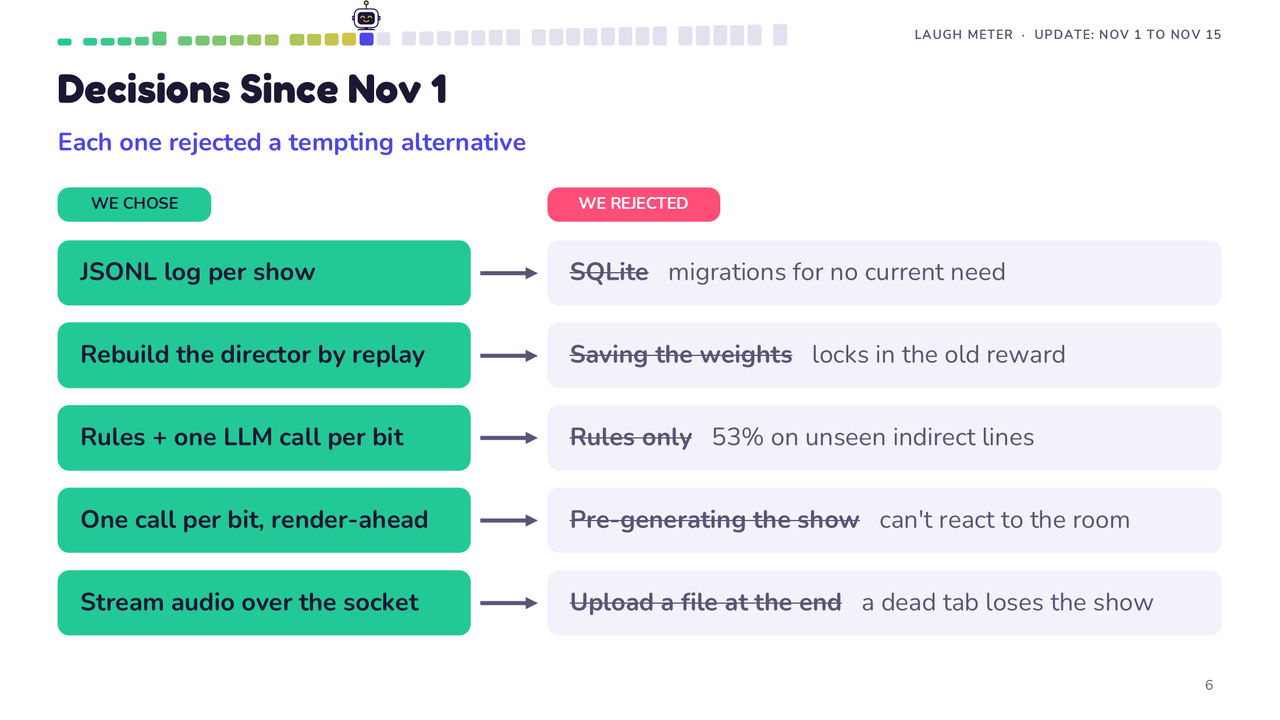 LAUGH METER · UPDATE: NOV 1 TO NOV 15
Decisions Since Nov 1
Each one rejected a tempting alternative
WE CHOSE
WE REJECTED
JSONL log per show
SQLite migrations for no current need
Rebuild the director by replay
Saving the weights locks in the old reward
Rules + one LLM call per bit
Rules only 53% on unseen indirect lines
One call per bit, render-ahead
Pre-generating the show can't react to the room
Stream audio over the socket
Upload a file at the end a dead tab loses the show
6